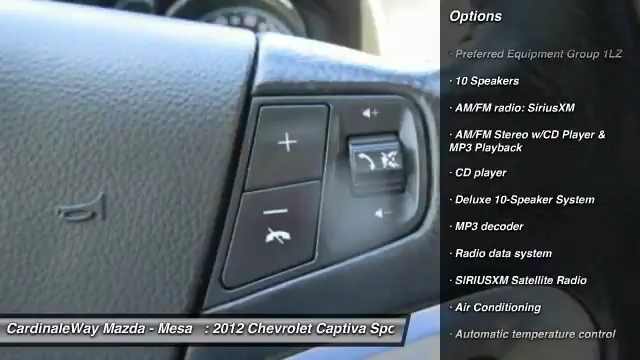 Options
· Preferred Equipment Group 1LZ
· 10 Speakers
· AM/FM radio: SiriusXM
· AM/FM Stereo w/CD Player &
MP3 Playback
· CD player
· Deluxe 10-Speaker System
· MP3 decoder
· Radio data system
· SIRIUSXM Satellite Radio
· Air Conditioning
· Automatic temperature control
CardinaleWay Mazda - Mesa : 2012 Chevrolet Captiva Spo